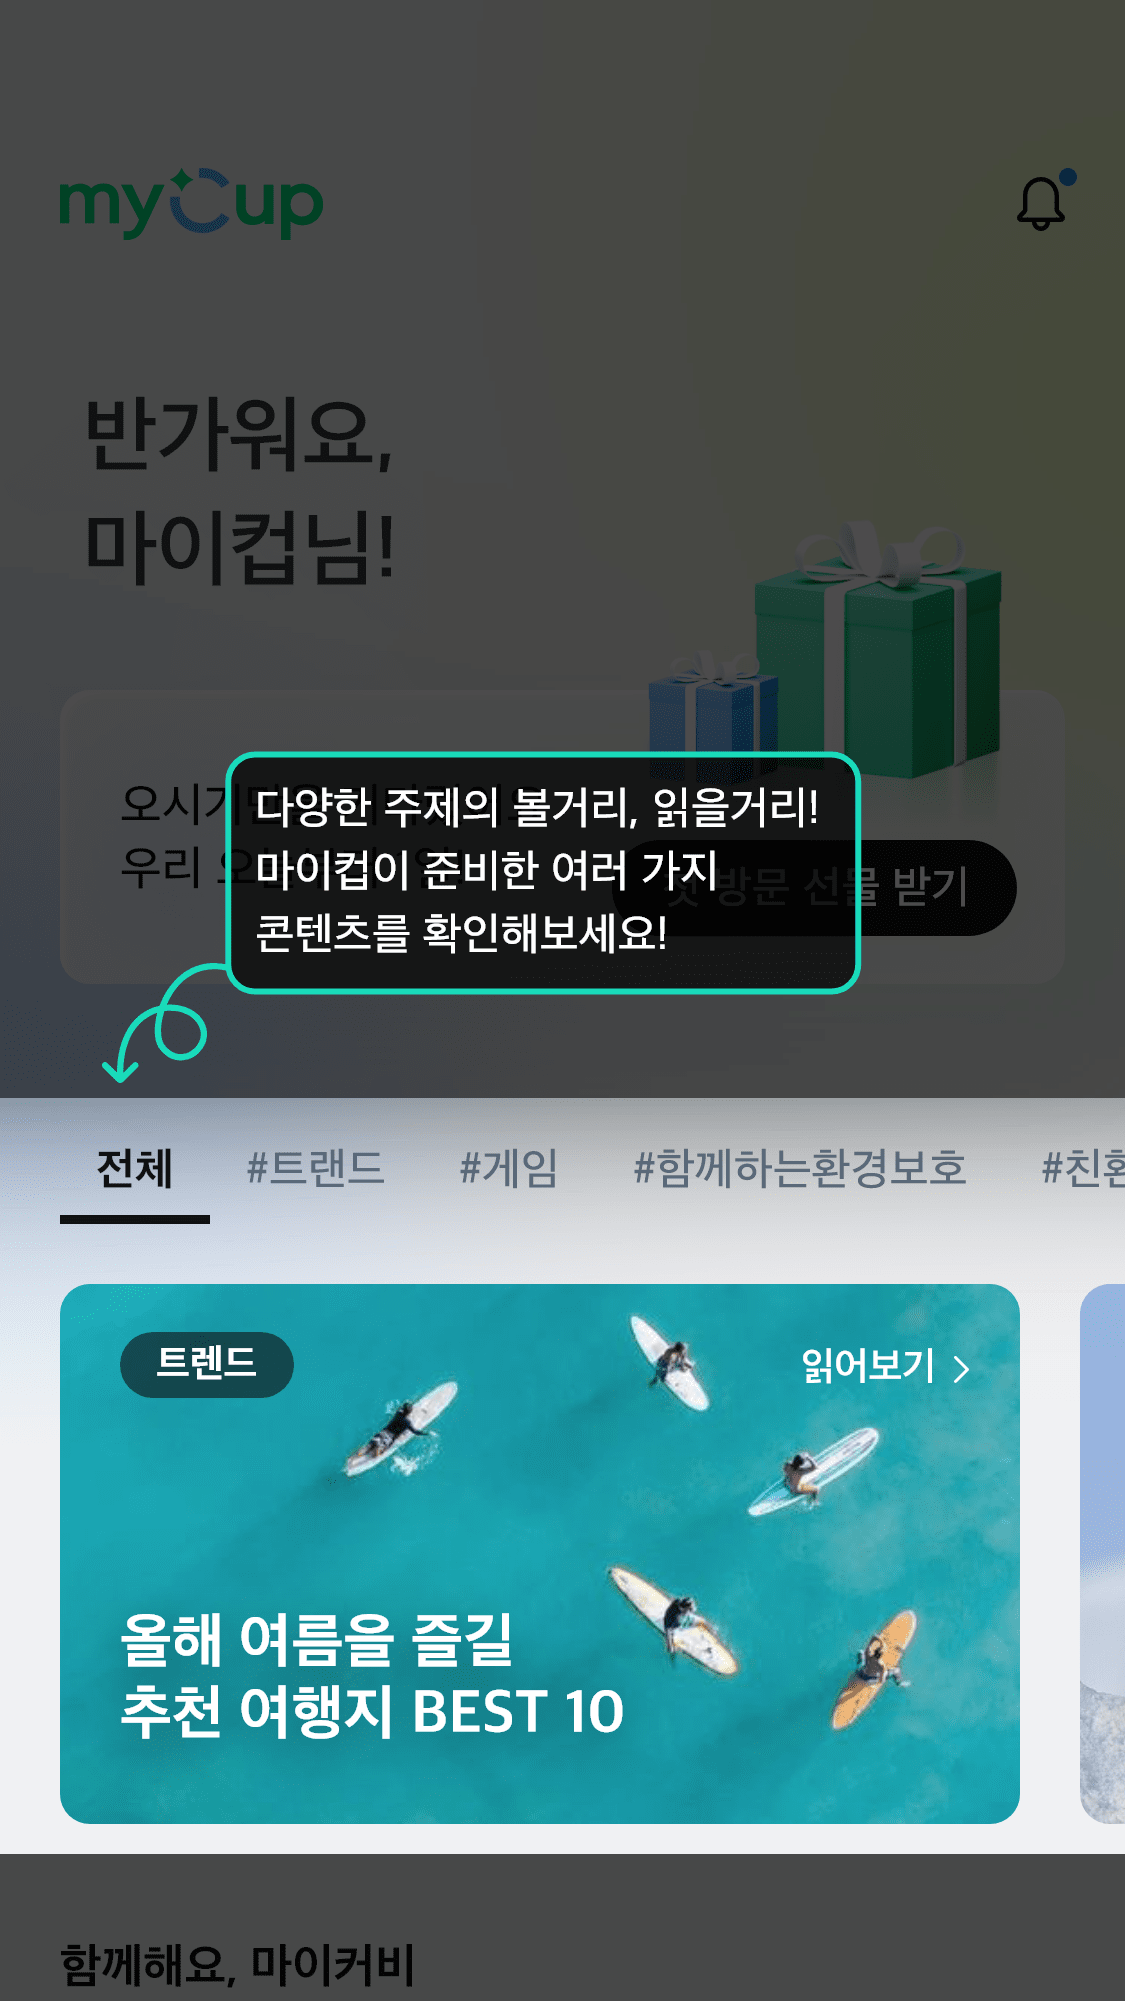 myCup
반가워요,
마이컵님!
오시기
우리
다양한 주제의 볼거리, 읽을거리!
마이컵이 준비한 여러 가지
콘텐츠를 확인해보세요!
첫 방문 선물 받기
전체 #트랜드 #게임 #함께하는환경보호 #친환
트렌드
읽어보기
올해 여름을 즐길
추천 여행지 BEST 10
함께해요, 마이커비